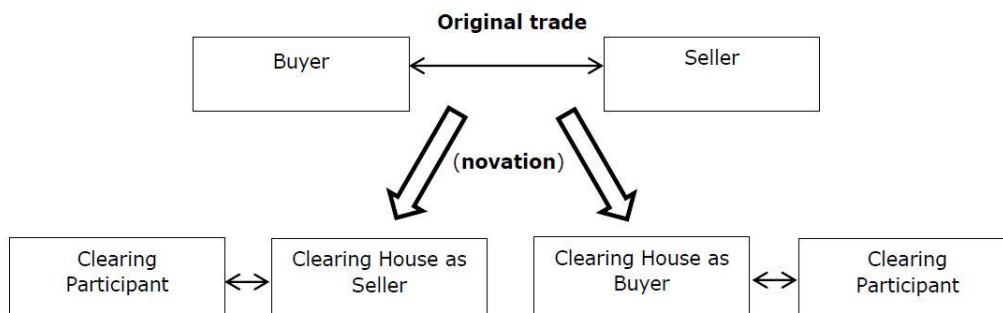 Original trade
Buyer
Seller
(novation)
Clearing
Participant
Clearing House as
Seller
Clearing House as
Buyer
Clearing
Participant